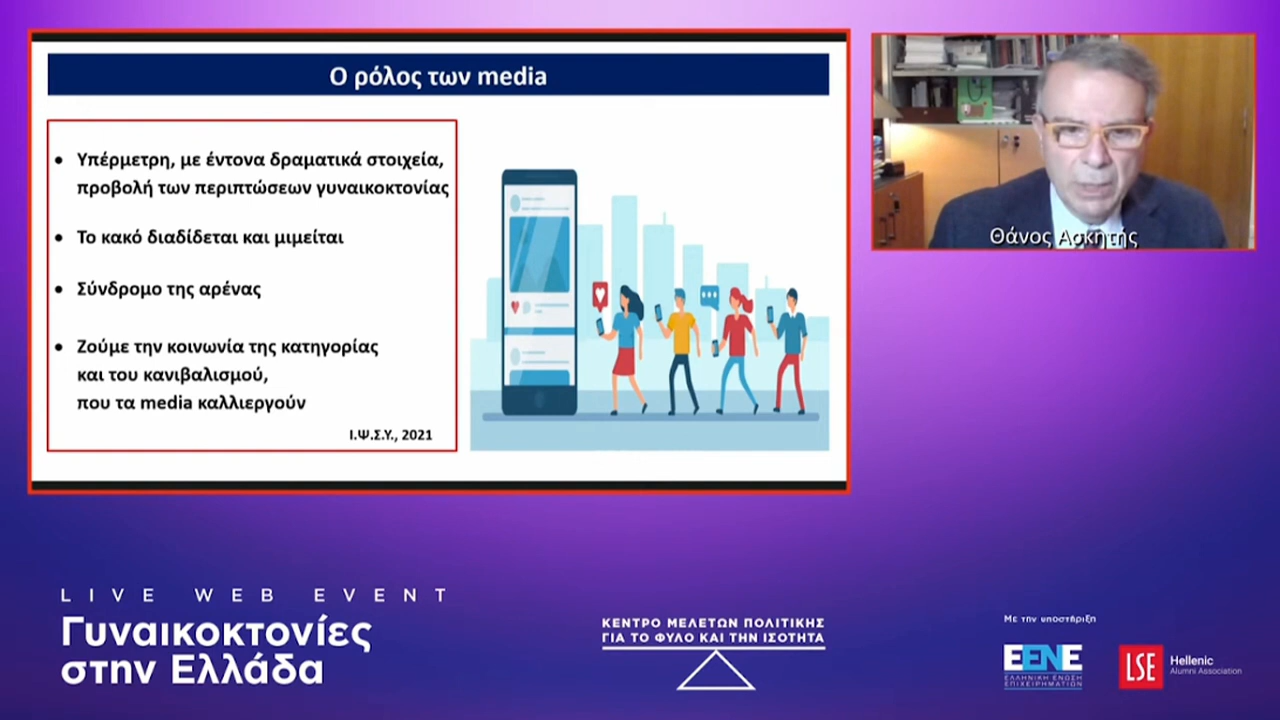 Ο ρόλος των media
• Υπέρμετρη, με έντονα δραματικά στοιχεία,
προβολή των περιπτώσεων γυναικοκτονίας
• Το κακό διαδίδεται και μιμείται
• Σύνδρομο της αρένας
• Ζούμε την κοινωνία της κατηγορίας
και του κανιβαλισμού,
που τα media καλλιεργούν
Ι.Ψ.Σ.Υ., 2021
Θάνος Ασκητής
LIVE WEB EVENT
Γυναικοκτονίες
στην Ελλάδα
ΚΕΝΤΡΟ ΜΕΛΕΤΩΝ ΠΟΛΙΤΙΚΗΣ
ΓΙΑ ΤΟ ΦΥΛΟ ΚΑΙ ΤΗΝ ΙΣΟΤΗΤΑ
Με την υποστήριξη
ΕΕΝΕ
ΕΛΛΗΝΙΚΗ ΕΝΩΣΗ
ΕΠΙΧΕΙΡΗΜΑΤΙΩΝ
LSE
Hellenic
Alumni Association